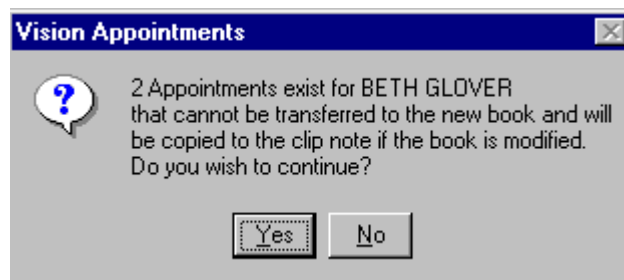 Vision Appointments
2 Appointments exist for BETH GLOVER
that cannot be transferred to the new book and will
be copied to the clip note if the book is modified.
Do you wish to continue?
Yes No